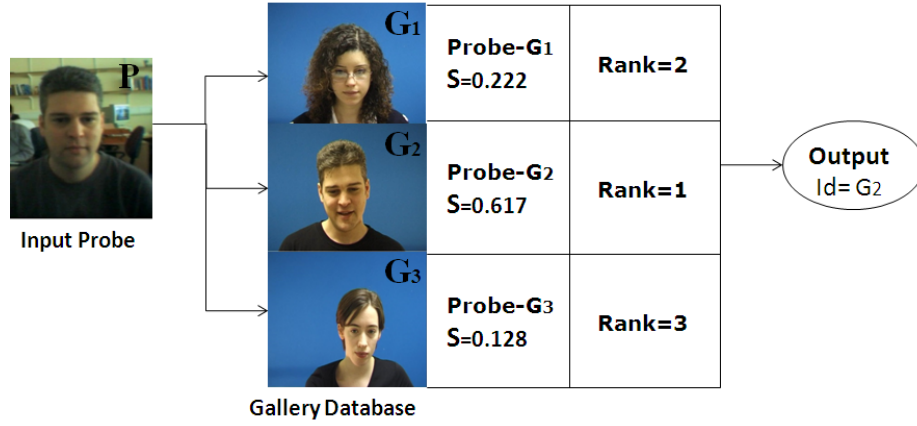 P
Input Probe
G1
G2
G3
Gallery Database
Probe-G1
S=0.222
Rank=2
Probe-G2
S=0.617
Rank=1
Probe-G3
S=0.128
Rank=3
Output
Id= G2